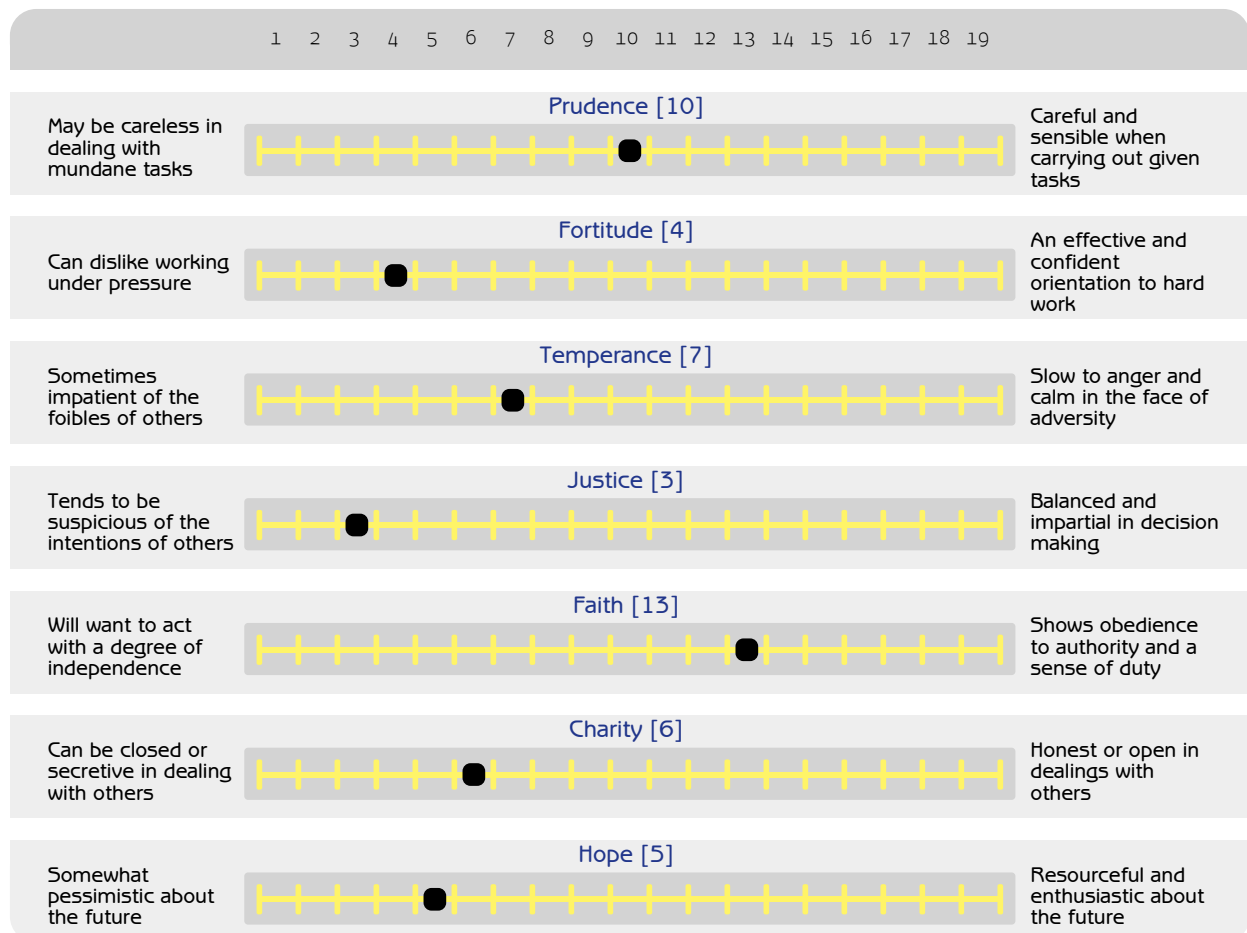 1 2 3 4 5 6 7 8 9 10 11 12 13 14 15 16 17 18 19
Prudence [10]
May be careless in
dealing with
mundane tasks
Careful and
sensible when
carrying out given
tasks
Fortitude [4]
Can dislike working
under pressure
An effective and
confident
orientation to hard
work
Temperance [7]
Sometimes
impatient of the
foibles of others
Slow to anger and
calm in the face of
adversity
Justice [3]
Tends to be
suspicious of the
intentions of others
Balanced and
impartial in decision
making
Faith [13]
Will want to act
with a degree of
independence
Shows obedience
to authority and a
sense of duty
Charity [6]
Can be closed or
secretive in dealing
with others
Honest or open in
dealings with
others
Hope [5]
Somewhat
pessimistic about
the future
Resourceful and
enthusiastic about
the future